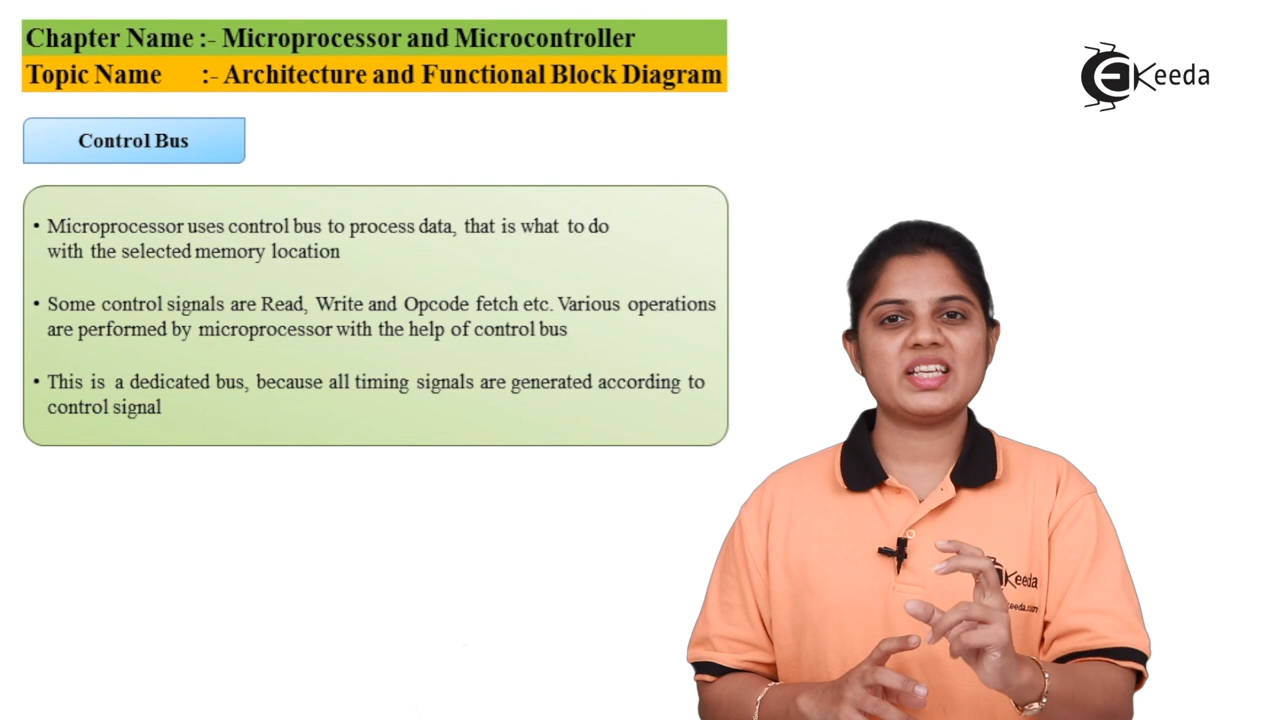 Chapter Name :- Microprocessor and Microcontroller
Topic Name :- Architecture and Functional Block Diagram
Keeda
Control Bus
• Microprocessor uses control bus to process data, that is what to do
with the selected memory location
• Some control signals are Read, Write and Opcode fetch etc. Various operations
are performed by microprocessor with the help of control bus
• This is a dedicated bus, because all timing signals are generated according to
control signal
Keeda
keeda.com